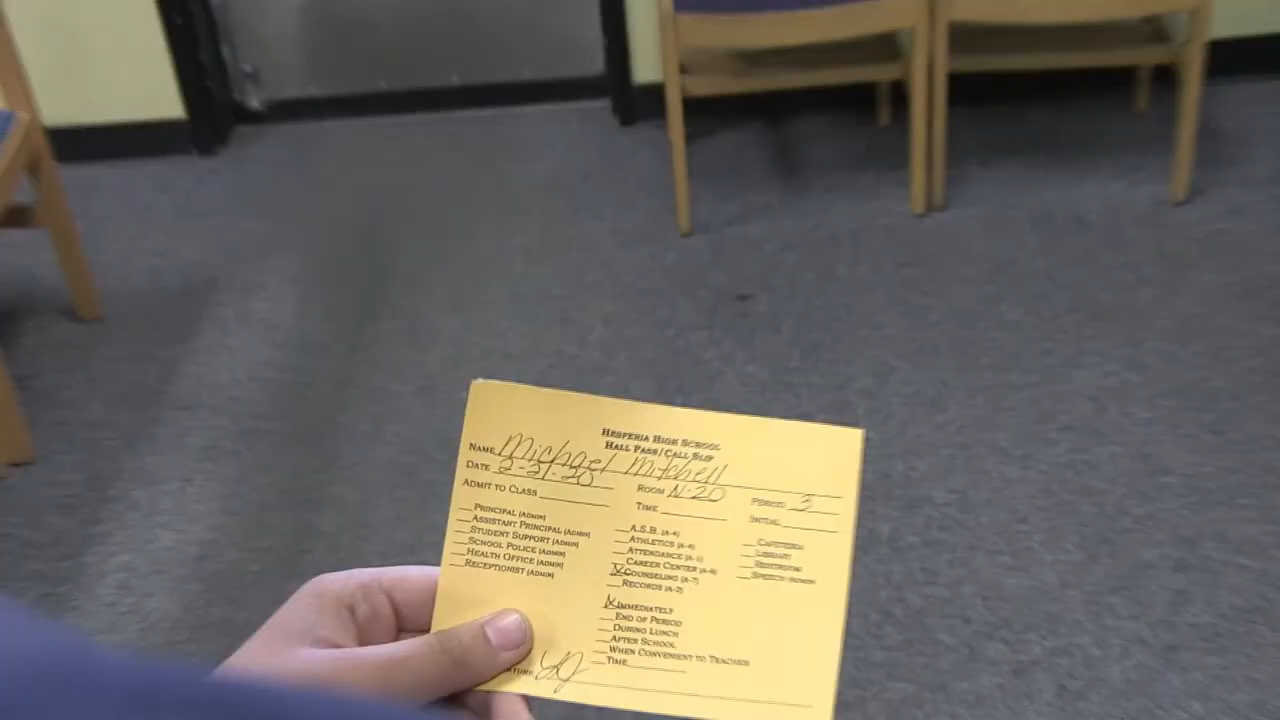 HESPERIA HIGH SCHOOL
HALL PASS/CALL SLIP
NAME Michael Mitchell
DATE 2-21-20 ROOM N-20 PERIOD 3
ADMIT TO CLASS TIME INITIAL
PRINCIPAL (ADMIN)
ASSISTANT PRINCIPAL (ADMIN)
STUDENT SUPPORT (ADMIN)
SCHOOL POLICE (ADMIN)
HEALTH OFFICE (ADMIN)
RECEPTIONIST (ADMIN)
A.S.B. (A-4)
ATHLETICS (A-4)
ATTENDANCE (A-1)
CAREER CENTER (A-6)
X COUNSELING (A-7)
RECORDS (A-2)
CAFETERIA
LIBRARY
RESTROOM
SPEECH (ADMIN)
X IMMEDIATELY
END OF PERIOD
DURING LUNCH
AFTER SCHOOL
WHEN CONVENIENT TO TEACHER
TIME